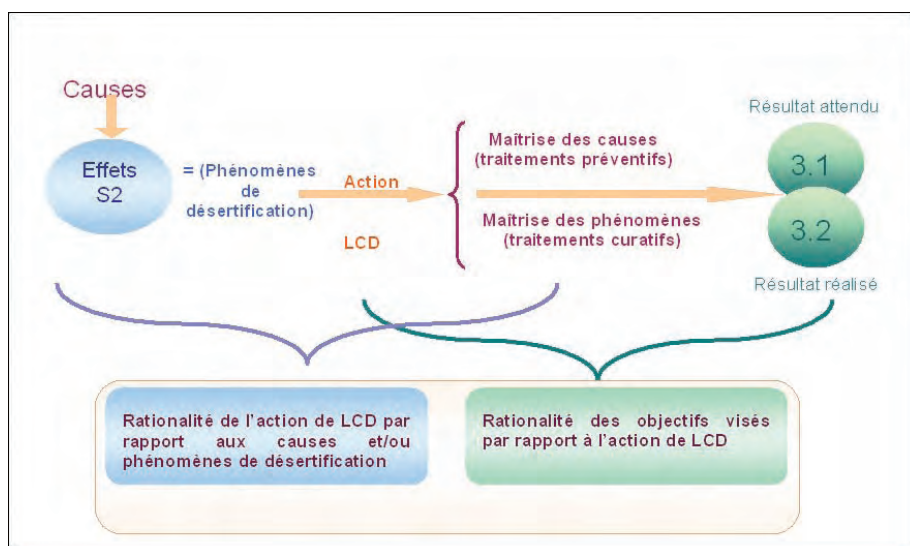 Causes
Effets
S2
= (Phénomènes
de
désertification)
Action
LCD
Maîtrise des causes
(traitements préventifs)
Maîtrise des phénomènes
(traitements curatifs)
Résultat attendu
3.1
3.2
Résultat réalisé
Rationalité de l'action de LCD par
rapport aux causes et/ou
phénomènes de désertification
Rationalité des objectifs visés
par rapport à l'action de LCD